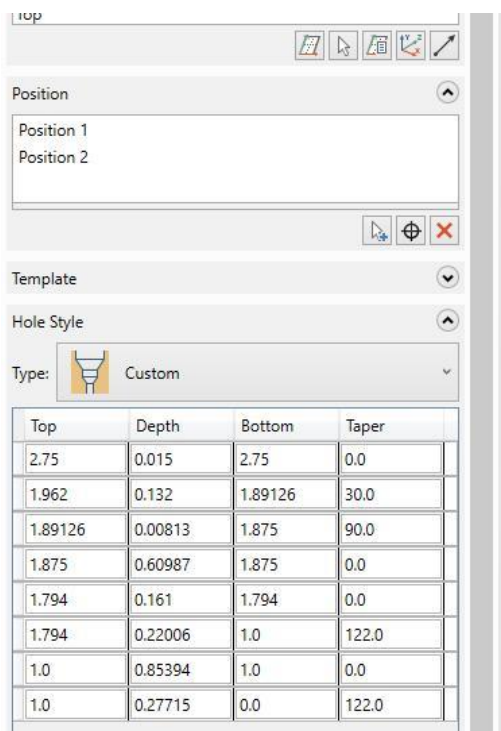 Top
Position
Position 1
Position 2
Template
Hole Style
Type: Custom
Top Depth Bottom Taper
2.75 0.015 2.75 0.0
1.962 0.132 1.89126 30.0
1.89126 0.00813 1.875 90.0
1.875 0.60987 1.875 0.0
1.794 0.161 1.794 0.0
1.794 0.22006 1.0 122.0
1.0 0.85394 1.0 0.0
1.0 0.27715 0.0 122.0